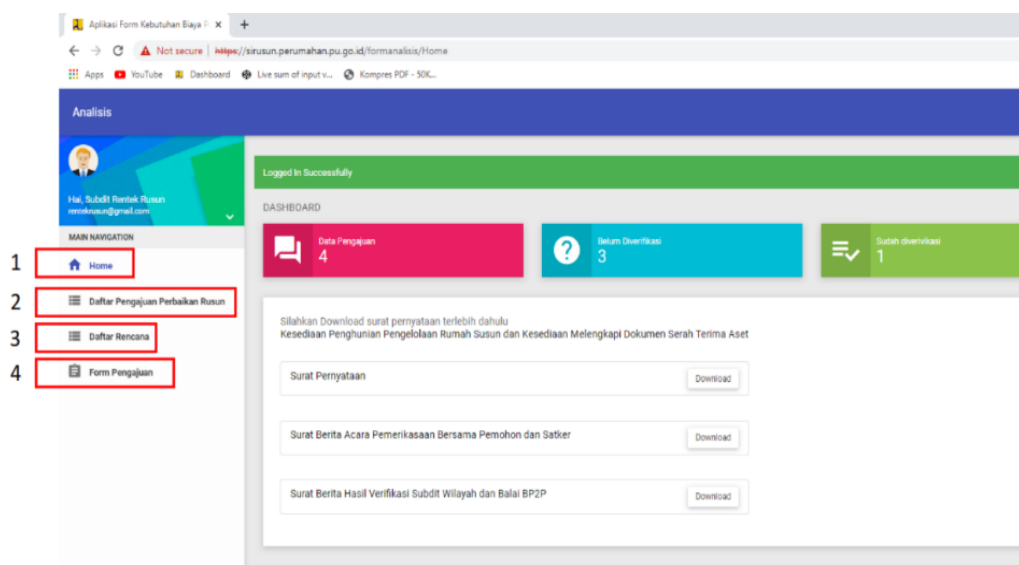 Aplikasi Form Kebutuhan Biaya P
Not secure | https://sirusun.perumahan.pu.go.id/formanalisis/Home
Apps YouTube Dashboard Live sum of input v... Kompres PDF - 50K...
Analisis
Hai, Subdit Rentek Rusun
rentekrusun@gmail.com
Logged In Successfully
DASHBOARD
Data Pengajuan
4
Belum Diverifikasi
3
Sudah diverivikasi
1
MAIN NAVIGATION
1 Home
2 Daftar Pengajuan Perbaikan Rusun
3 Daftar Rencana
4 Form Pengajuan
Silahkan Download surat pernyataan terlebih dahulu
Kesediaan Penghunian Pengelolaan Rumah Susun dan Kesediaan Melengkapi Dokumen Serah Terima Aset
Surat Pernyataan Download
Surat Berita Acara Pemerikasaan Bersama Pemohon dan Satker Download
Surat Berita Hasil Verifikasi Subdit Wilayah dan Balai BP2P Download